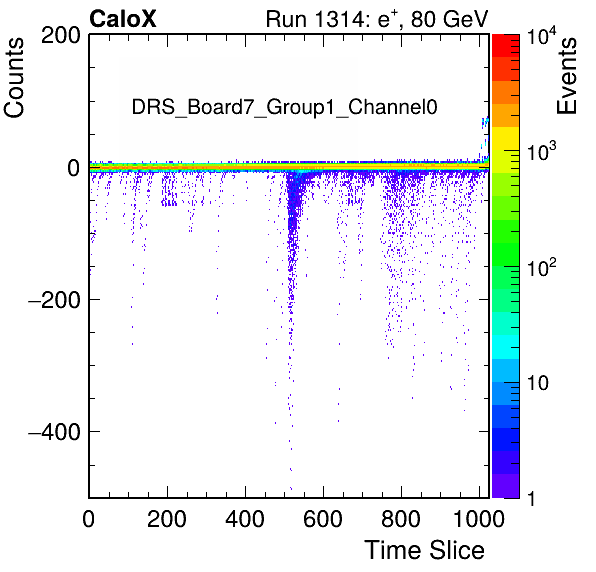 CaloX Run 1314: e+, 80 GeV
Counts
Events
DRS_Board7_Group1_Channel0
200
0
−200
−400
0 200 400 600 800 1000
Time Slice
10^4
10^3
10^2
10
1